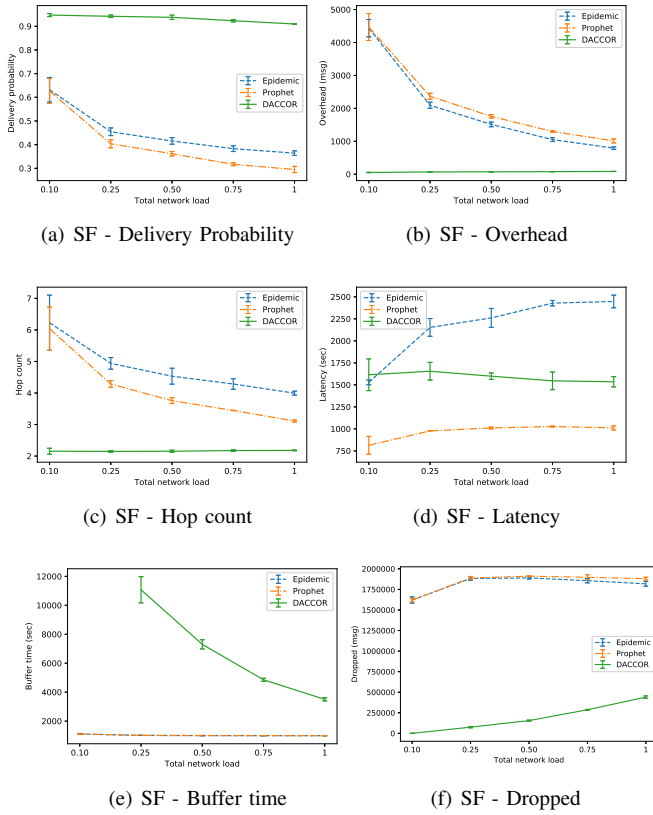 0.9
0.8
0.7
0.6
0.5
0.4
0.3
Delivery probability
Epidemic
Prophet
DACCOR
0.10 0.25 0.50 0.75 1
Total network load
(a) SF - Delivery Probability
5000
4000
3000
2000
1000
0
Overhead (msg)
Epidemic
Prophet
DACCOR
0.10 0.25 0.50 0.75 1
Total network load
(b) SF - Overhead
7
6
5
4
3
2
Hop count
Epidemic
Prophet
DACCOR
0.10 0.25 0.50 0.75 1
Total network load
(c) SF - Hop count
2500
2250
2000
1750
1500
1250
1000
750
Latency (sec)
Epidemic
Prophet
DACCOR
0.10 0.25 0.50 0.75 1
Total network load
(d) SF - Latency
12000
10000
8000
6000
4000
2000
Buffer time (sec)
Epidemic
Prophet
DACCOR
0.10 0.25 0.50 0.75 1
Total network load
(e) SF - Buffer time
2000000
1750000
1500000
1250000
1000000
750000
500000
250000
0
Dropped (msg)
Epidemic
Prophet
DACCOR
0.10 0.25 0.50 0.75 1
Total network load
(f) SF - Dropped